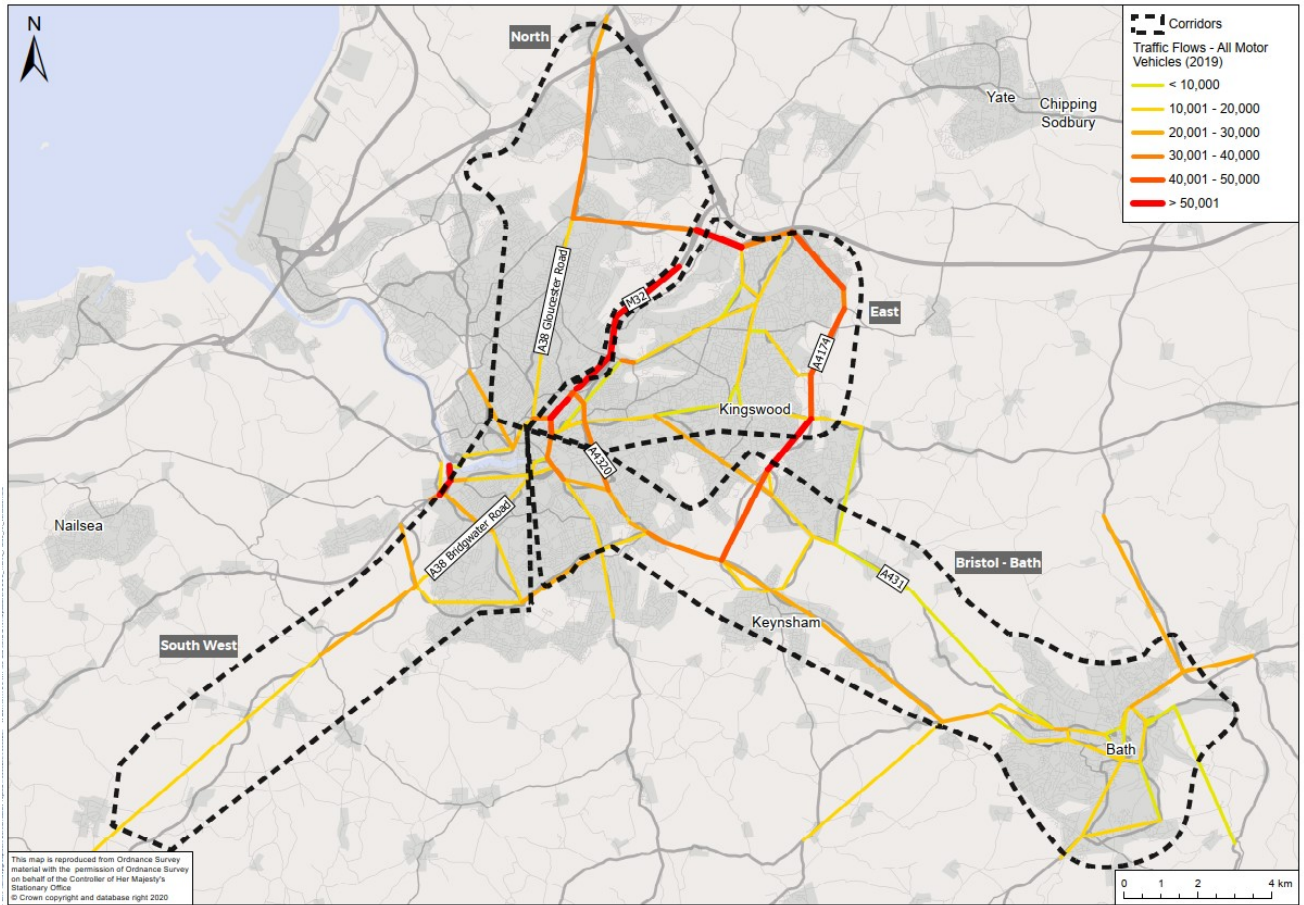 N
North
Corridors
Traffic Flows - All Motor
Vehicles (2019)
< 10,000
10,001 - 20,000
20,001 - 30,000
30,001 - 40,000
40,001 - 50,000
> 50,001
Yate
Chipping
Sodbury
A38 Gloucester Road
M32
East
A4174
Kingswood
A4320
Nailsea
A38 Bridgwater Road
Bristol - Bath
A431
Keynsham
South West
Bath
This map is reproduced from Ordnance Survey
material with the permission of Ordnance Survey
on behalf of the Controller of Her Majesty's
Stationary Office
© Crown copyright and database right 2020
0 1 2 4 km